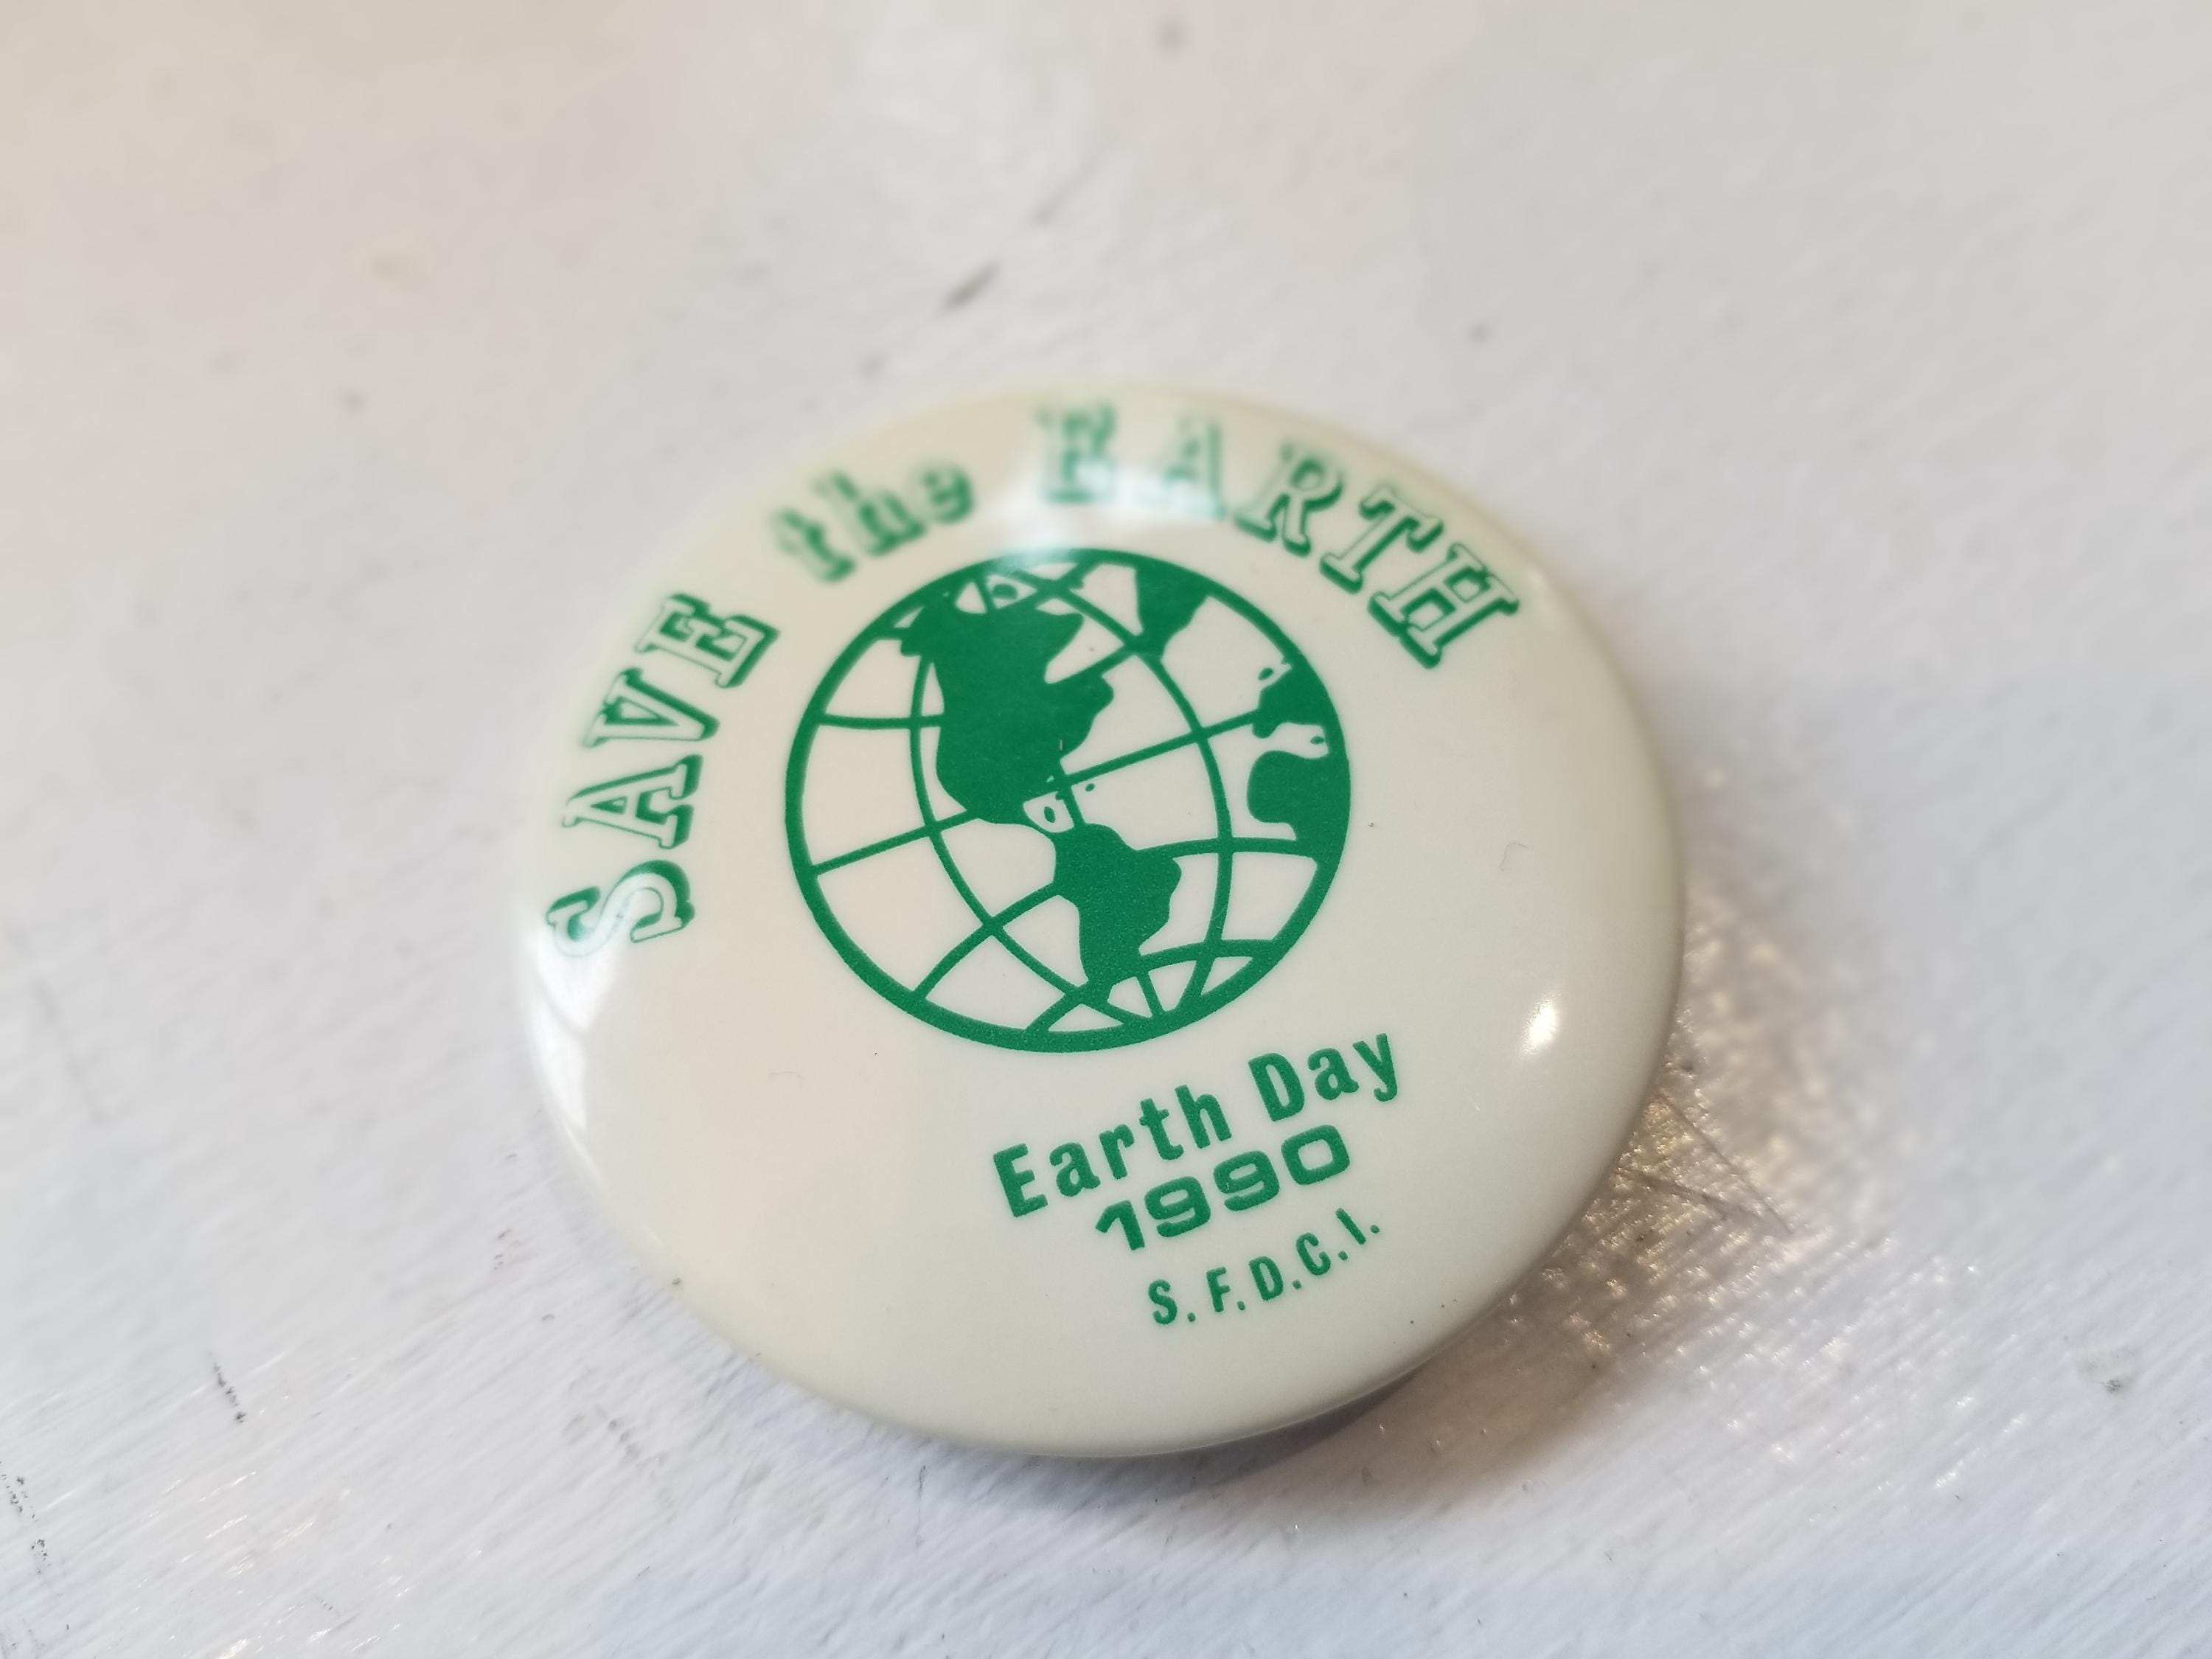 SAVE the EARTH
Earth Day
1990
S.F.D.C.I.